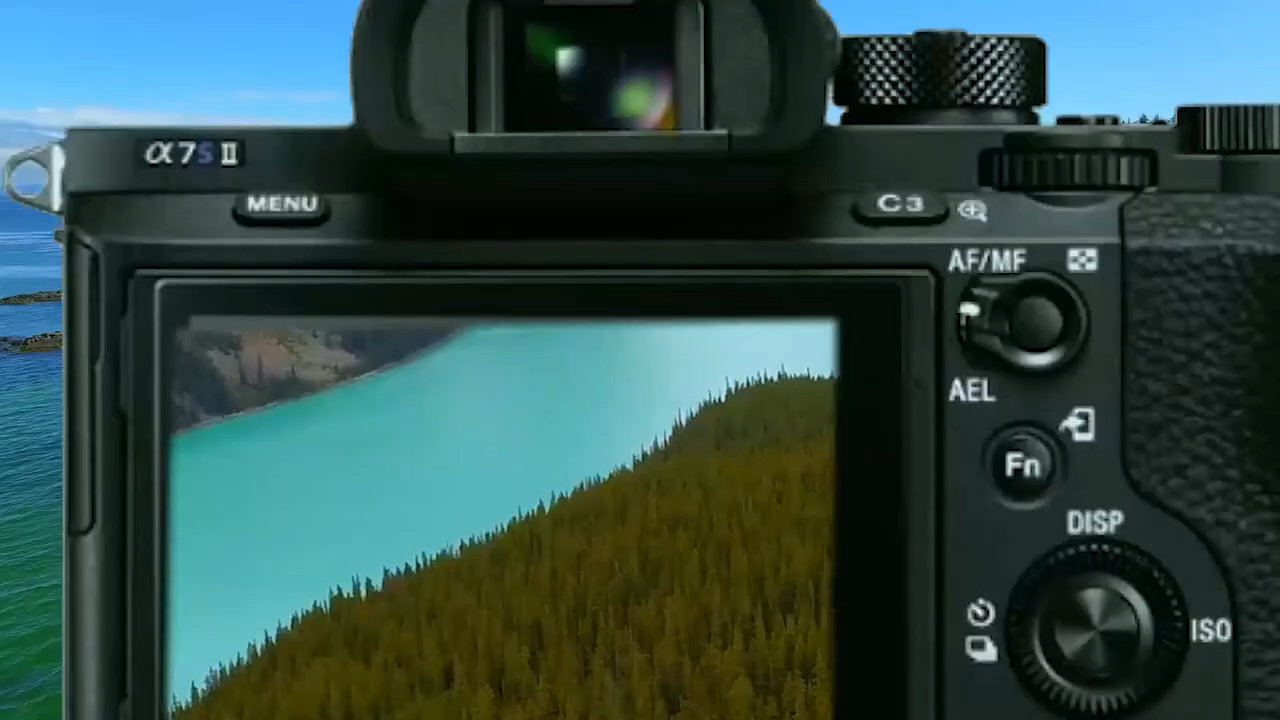 α7S II
MENU
C3
AF/MF
AEL
Fn
DISP
ISO